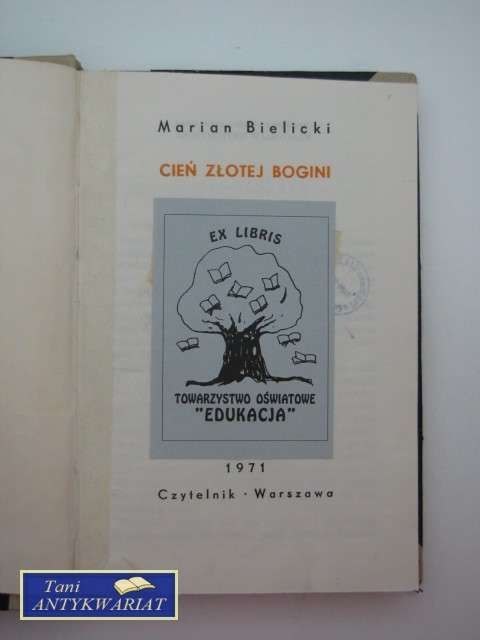 Marian Bielicki
CIEŃ ZŁOTEJ BOGINI
EX LIBRIS
TOWARZYSTWO OŚWIATOWE
"EDUKACJA"
1971
Czytelnik · Warszawa
Tani
ANTYKWARIAT